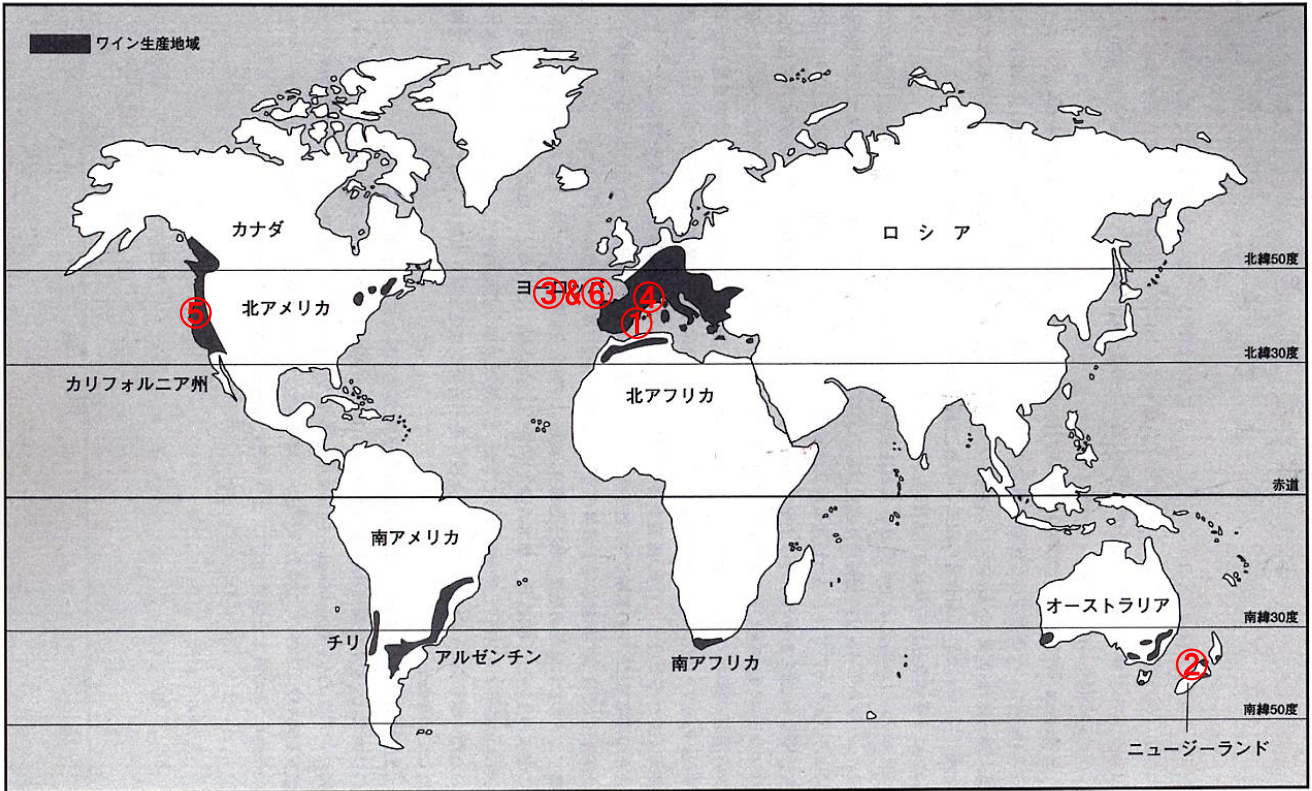 ワイン生産地域
カナダ
ロシア
北緯50度
ヨーロッパ
③&⑥
④
⑤
北アメリカ
①
北緯30度
カリフォルニア州
北アフリカ
赤道
南アメリカ
オーストラリア
南緯30度
チリ
アルゼンチン
南アフリカ
②
南緯50度
ニュージーランド